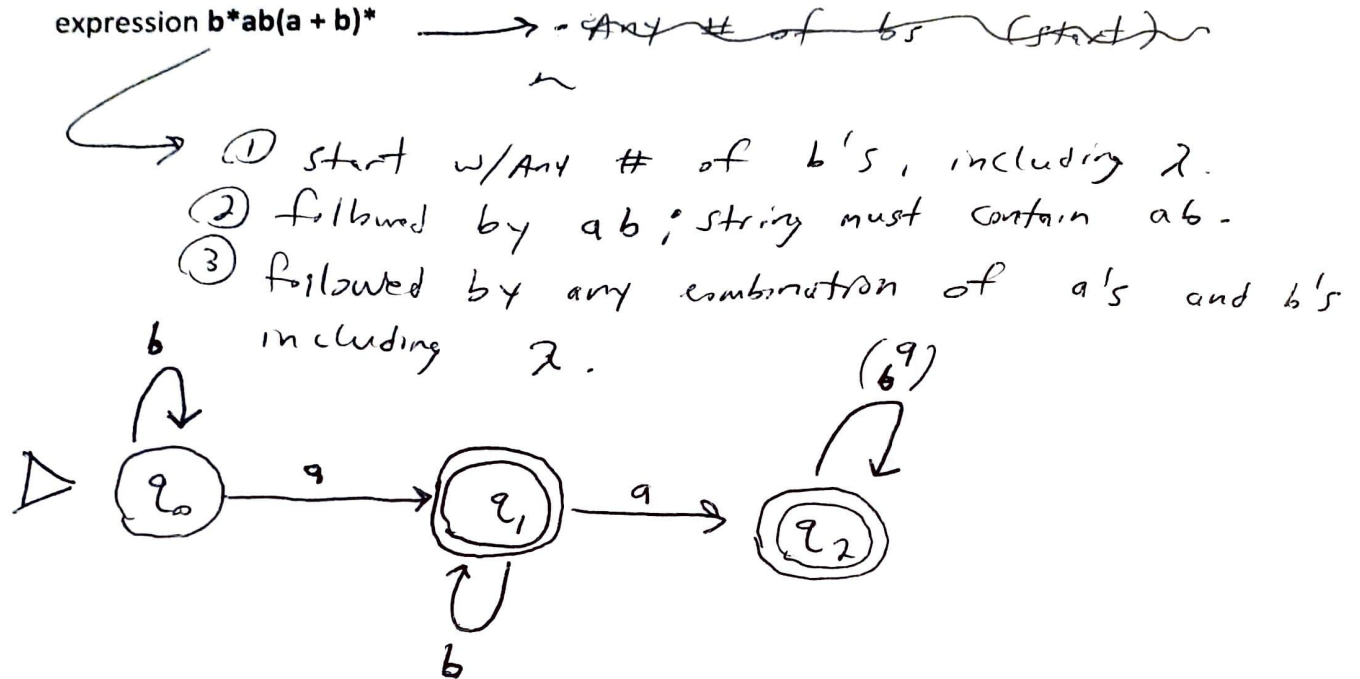 expression b*ab(a + b)* - Any # of bs (start)
① start w/Any # of b's, including λ.
② followed by ab; string must contain ab.
③ followed by any combination of a's and b's
including λ.
b
(a
b)
q₀
a
q₁
a
q₂
b